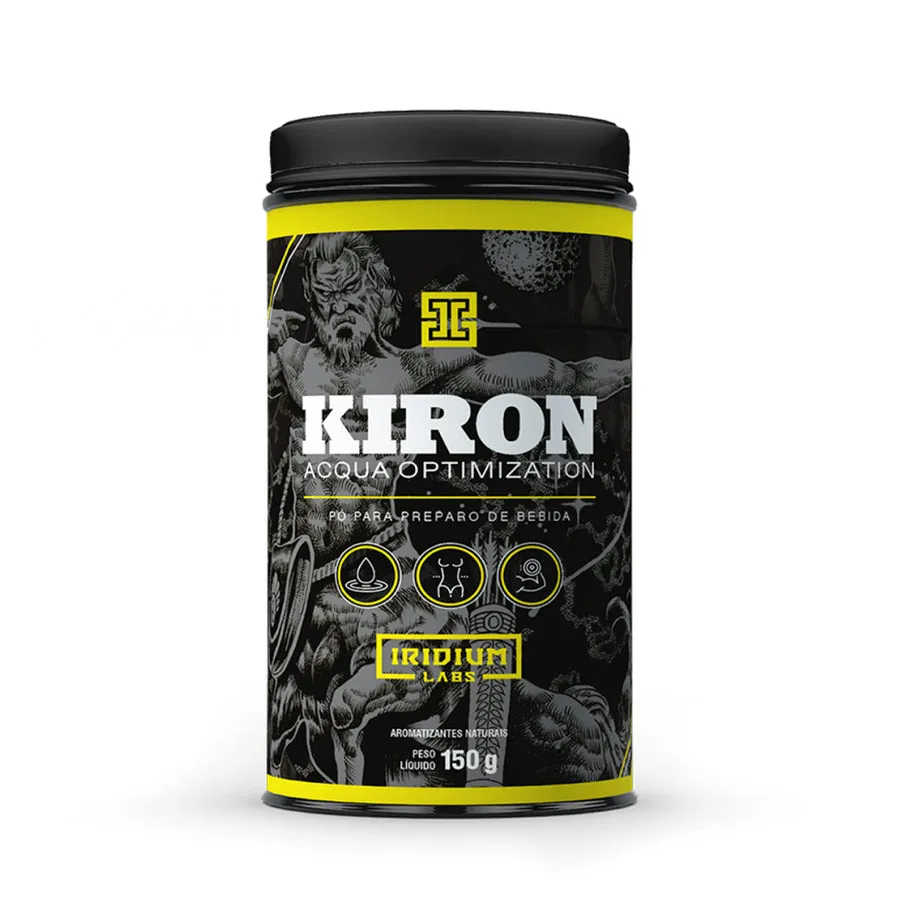 KIRON
ACQUA OPTIMIZATION
PÓ PARA PREPARO DE BEBIDA
IRIDIUM
LABS
AROMATIZANTES NATURAIS
PESO
LÍQUIDO 150 g